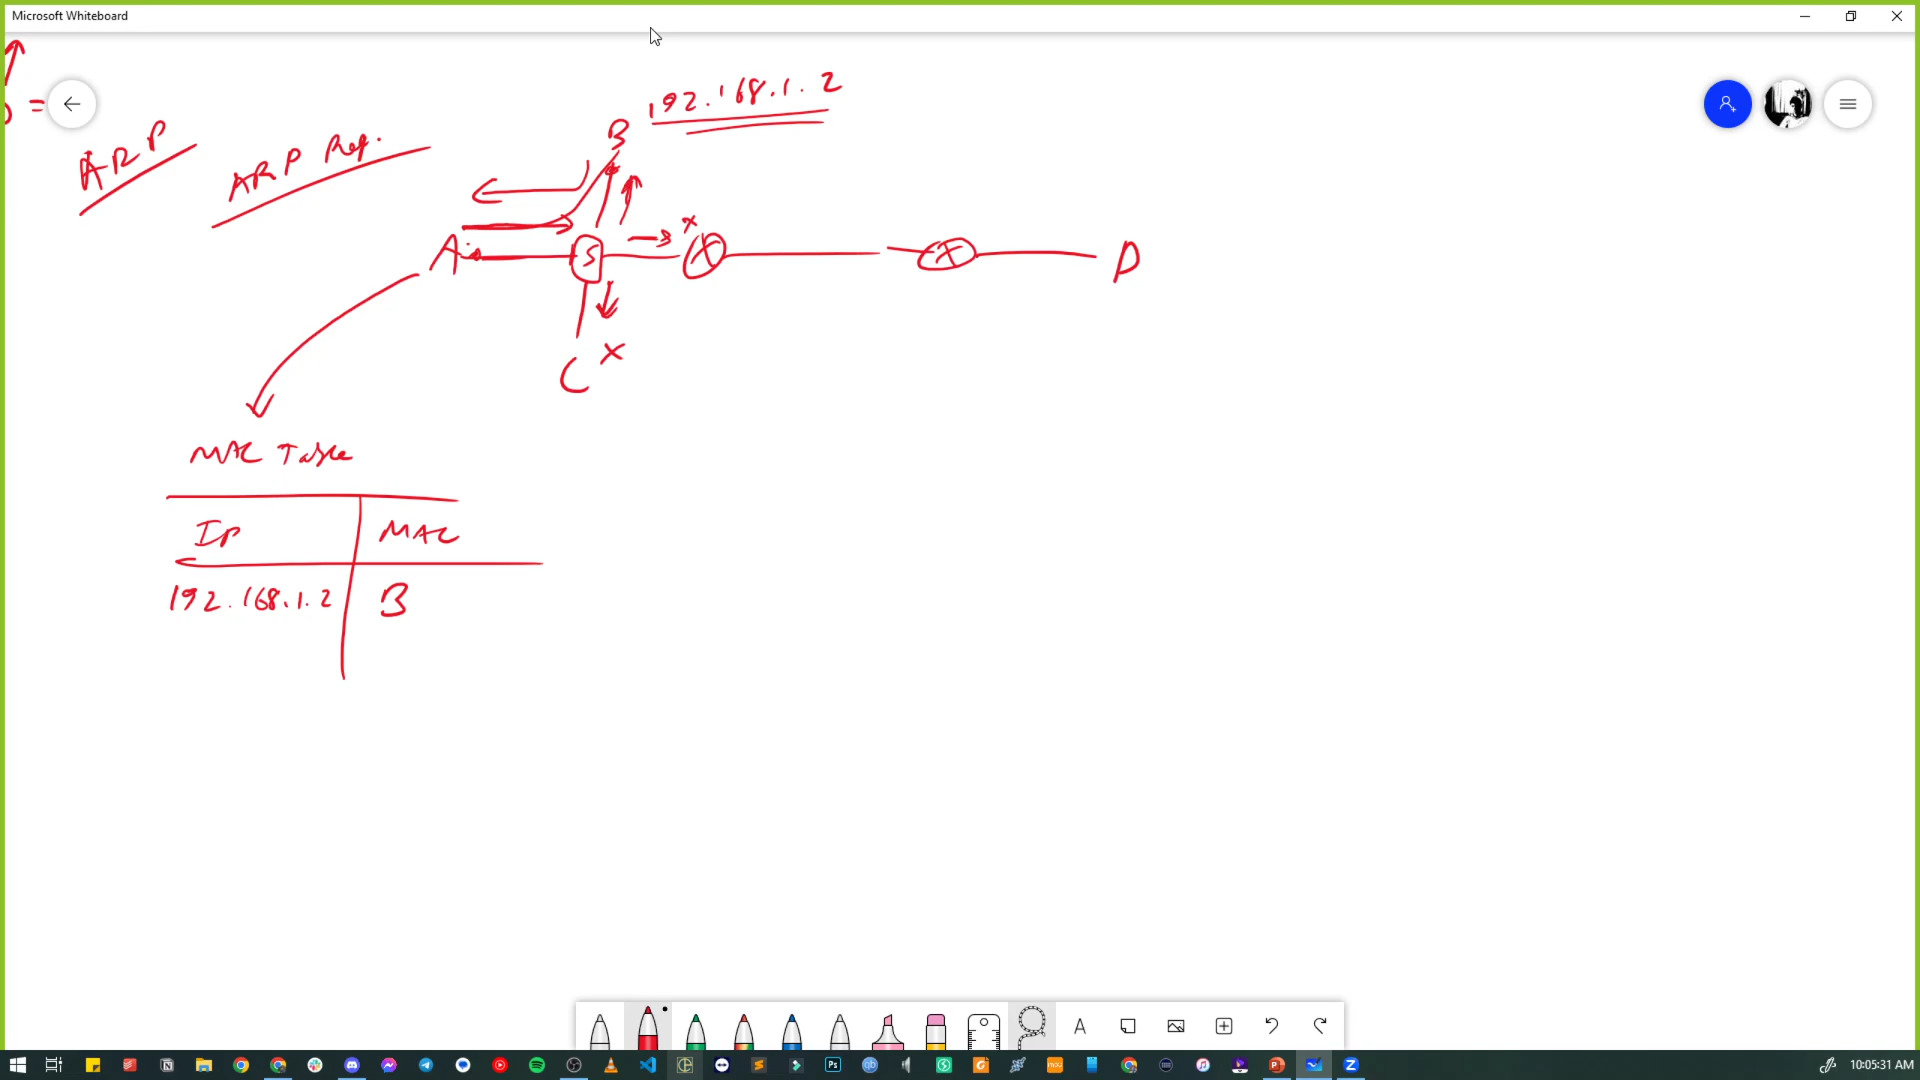 Microsoft Whiteboard
=
192.168.1.2
ARP
ARP Req.
B
x
A
S
D
C x
MAC Table
IP MAC
192.168.1.2 B
A
Ps
10:05:31 AM